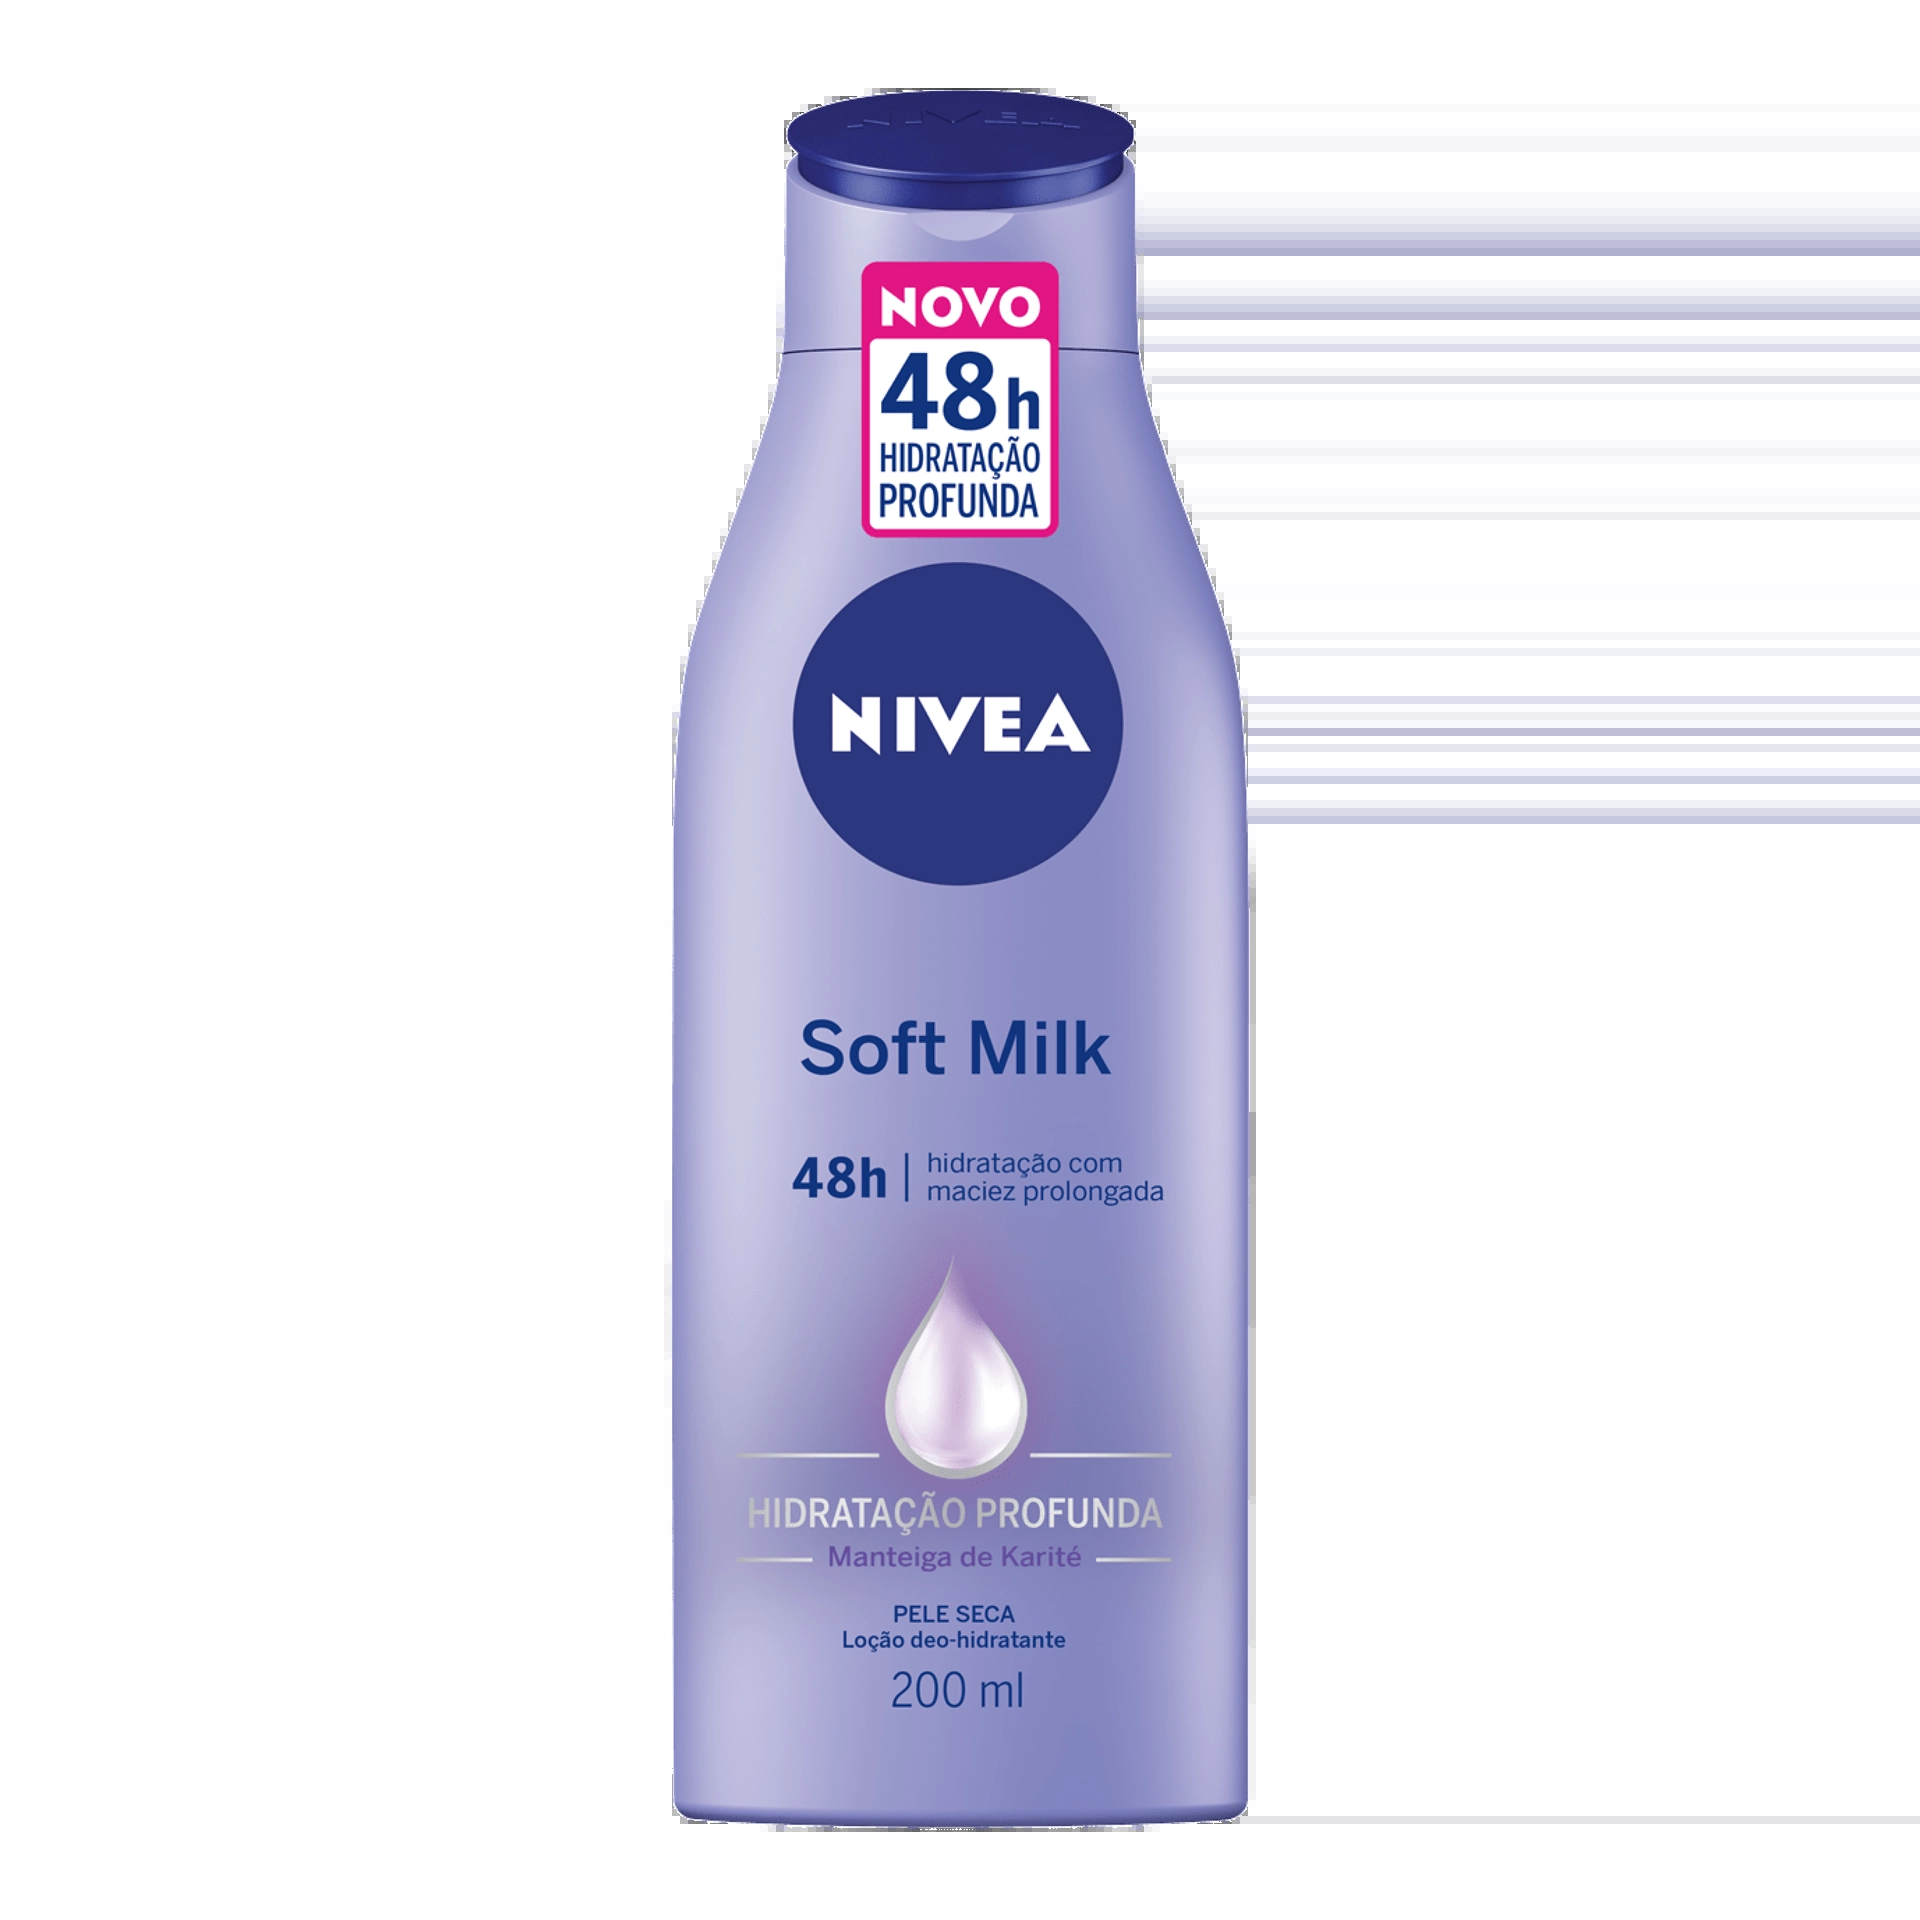 NIVEA
NOVO
48h
HIDRATAÇÃO
PROFUNDA
NIVEA
Soft Milk
48h | hidratação com
maciez prolongada
HIDRATAÇÃO PROFUNDA
Manteiga de Karité
PELE SECA
Loção deo-hidratante
200 ml